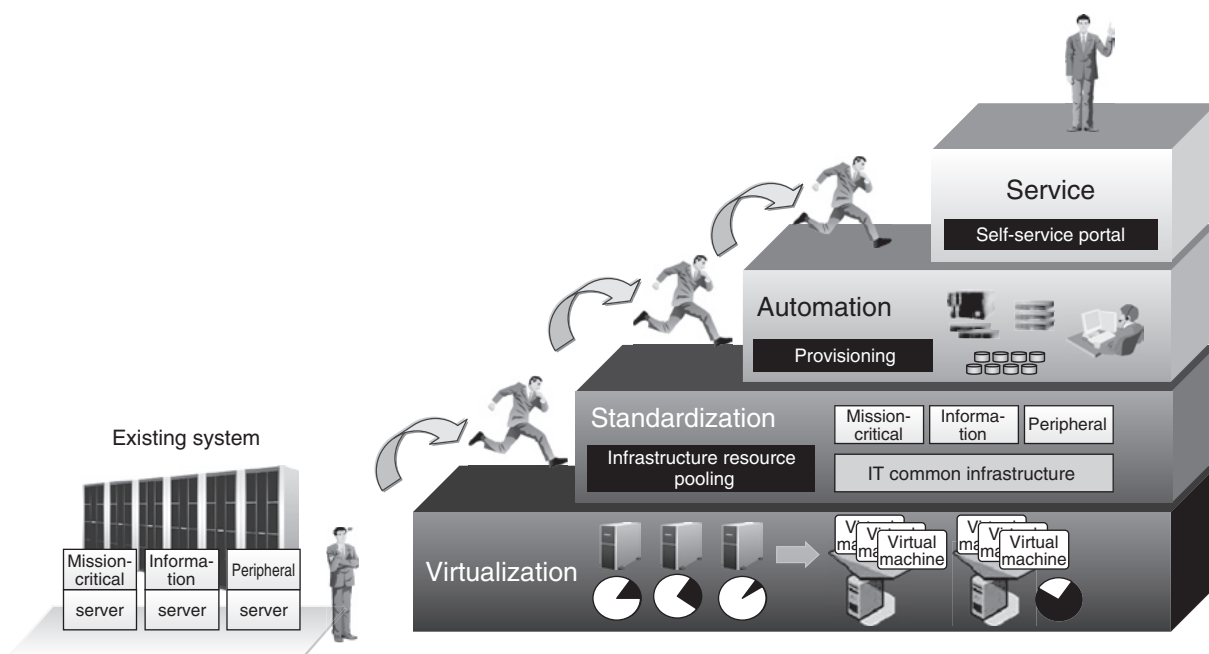 Service
Self-service portal
Automation
Provisioning
Standardization
Infrastructure resource
pooling
Mission-
critical
Informa-
tion
Peripheral
IT common infrastructure
Existing system
Mission-
critical
Informa-
tion
Peripheral
server
server
server
Virtualization
Virtual
machine
Virtual
machine